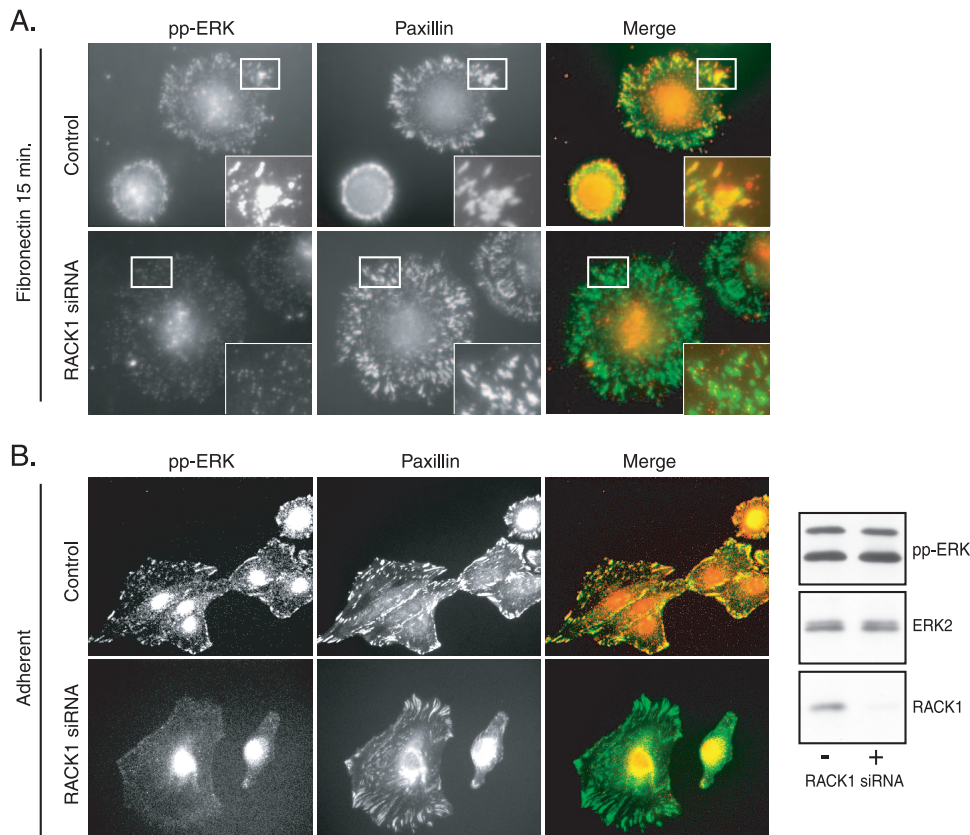 A.
pp-ERK Paxillin Merge
Fibronectin 15 min.
Control
RACK1 siRNA
B.
pp-ERK Paxillin Merge
Adherent
Control
RACK1 siRNA
pp-ERK
ERK2
RACK1
- +
RACK1 siRNA